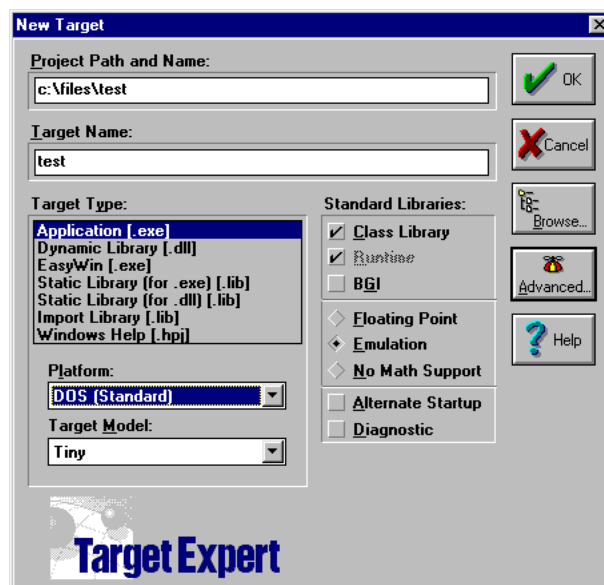 New Target
Project Path and Name:
c:\files\test
Target Name:
test
Target Type:
Application [.exe]
Dynamic Library [.dll]
EasyWin [.exe]
Static Library (for .exe) [.lib]
Static Library (for .dll) [.lib]
Import Library [.lib]
Windows Help [.hpj]
Platform:
DOS (Standard)
Target Model:
Tiny
Standard Libraries:
Class Library
Runtime
BGI
Floating Point
Emulation
No Math Support
Alternate Startup
Diagnostic
OK
Cancel
Browse...
Advanced...
Help
Target Expert